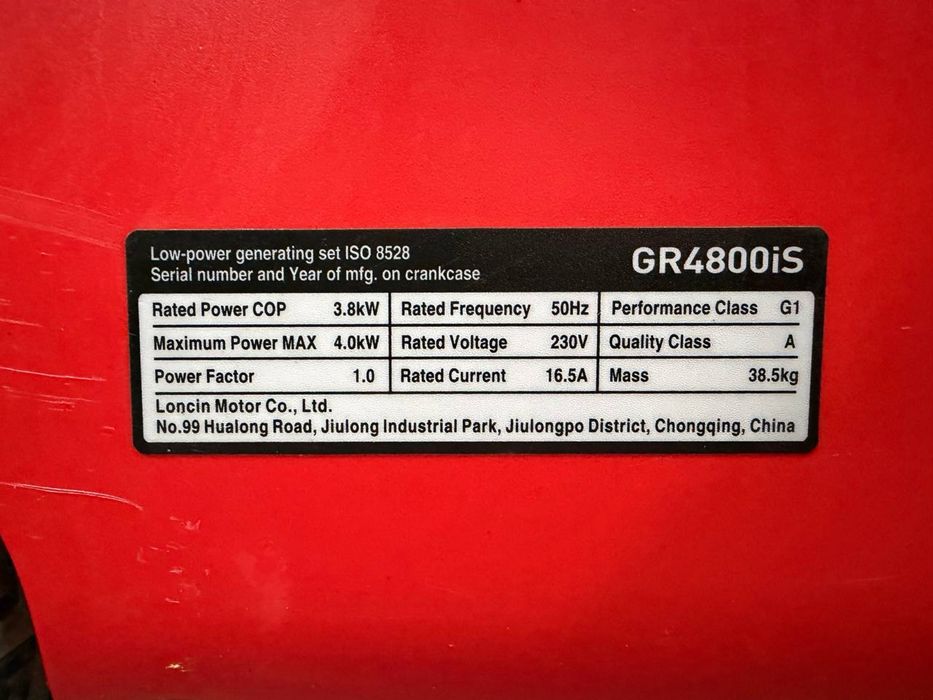 Low-power generating set ISO 8528
Serial number and Year of mfg. on crankcase
GR4800iS
Rated Power COP 3.8kW Rated Frequency 50Hz Performance Class G1
Maximum Power MAX 4.0kW Rated Voltage 230V Quality Class A
Power Factor 1.0 Rated Current 16.5A Mass 38.5kg
Loncin Motor Co., Ltd.
No.99 Hualong Road, Jiulong Industrial Park, Jiulongpo District, Chongqing, China